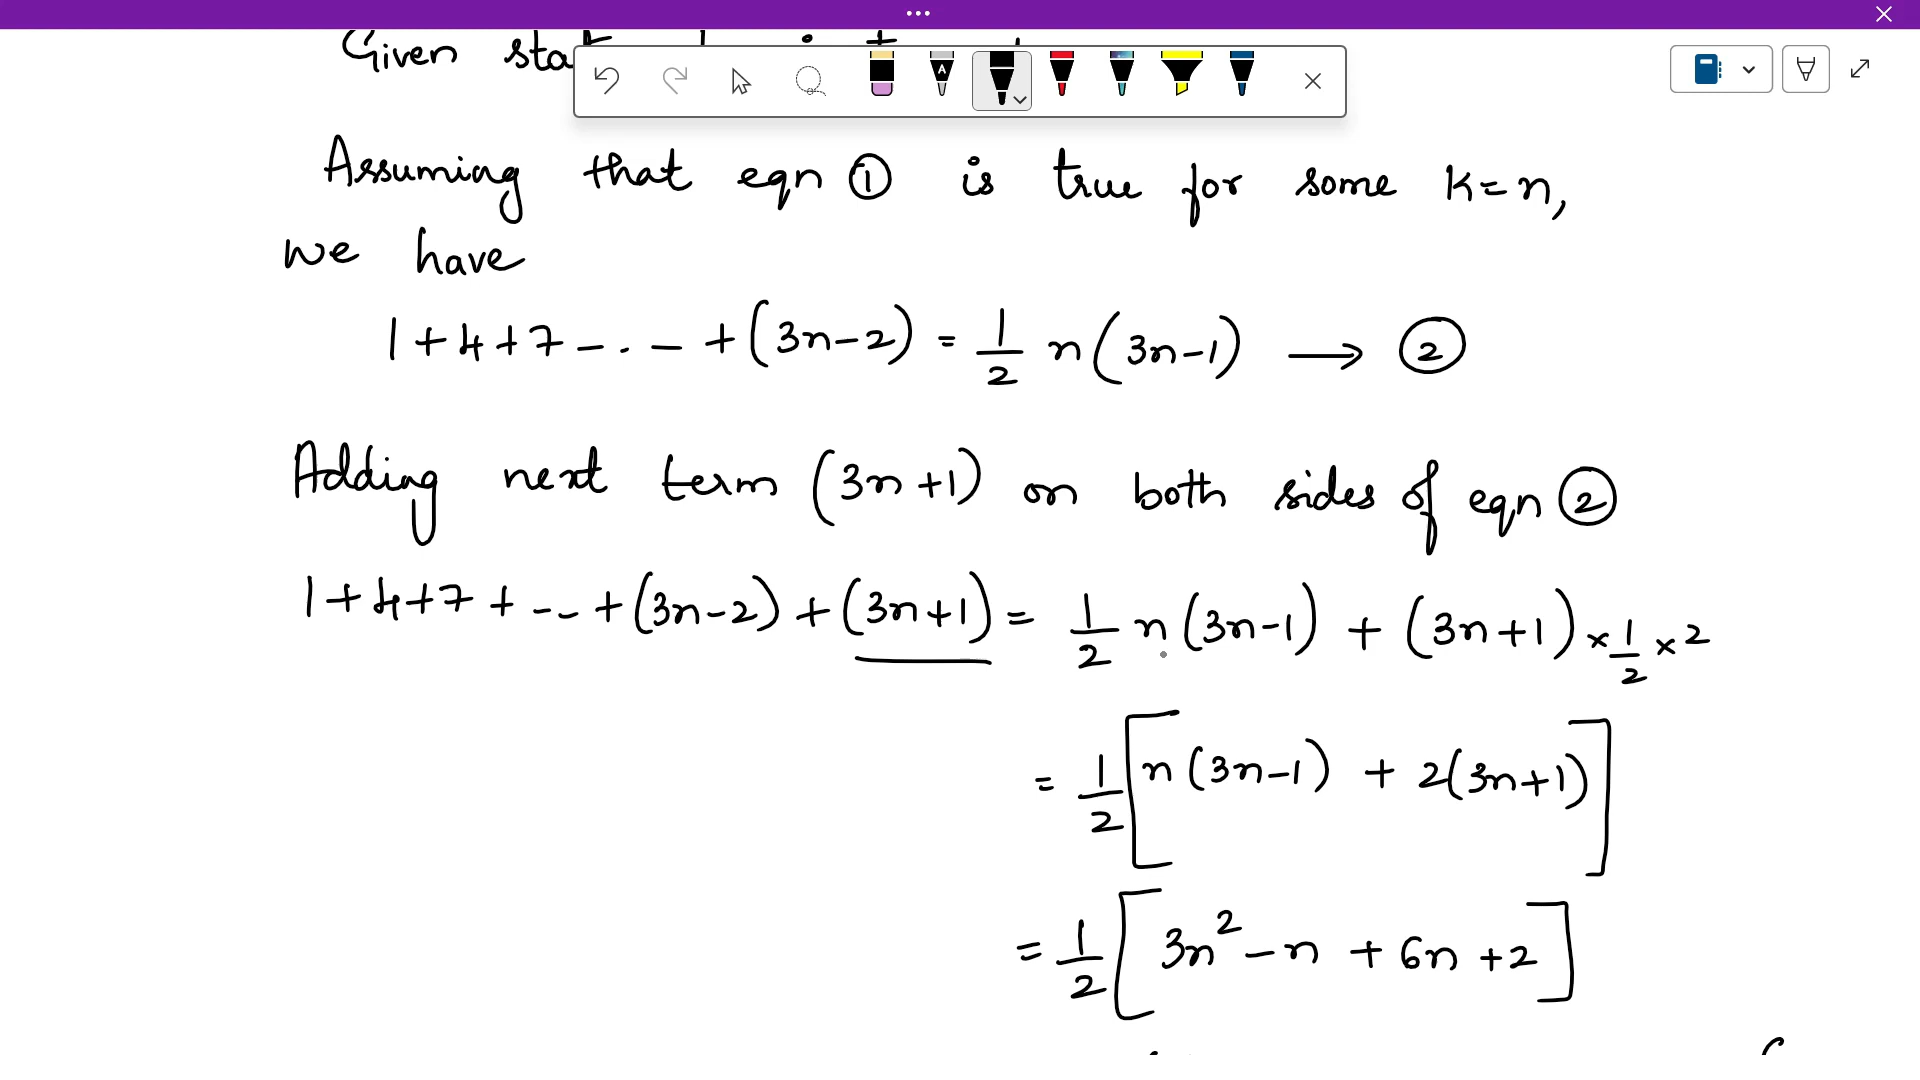 Given
Assuming that eqn ① is true for some k=n,
we have
1+4+7-.-+(3n-2) = 1/2 n(3n-1) → ②
Adding next term (3n+1) on both sides of eqn ②
1+4+7+--+(3n-2)+(3n+1) = 1/2 n(3n-1) + (3n+1)×1/2×2
= 1/2[n(3n-1) + 2(3n+1)]
= 1/2[3n²-n + 6n+2]